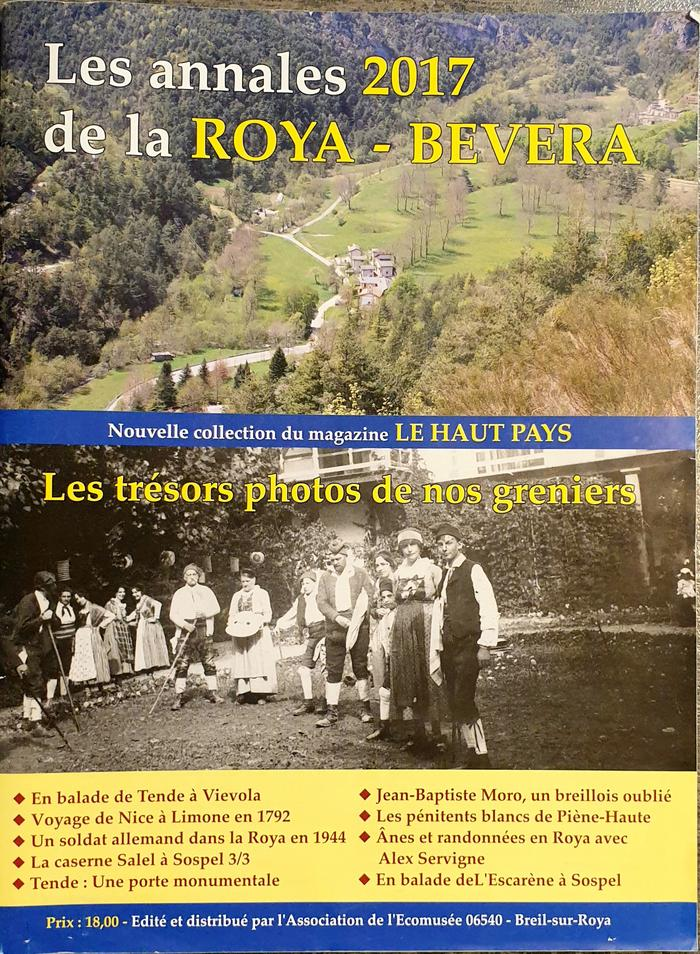 Les annales 2017
de la ROYA - BEVERA
Nouvelle collection du magazine LE HAUT PAYS
Les trésors photos de nos greniers
◆ En balade de Tende à Vievola
◆ Voyage de Nice à Limone en 1792
◆ Un soldat allemand dans la Roya en 1944
◆ La caserne Salel à Sospel 3/3
◆ Tende : Une porte monumentale
◆ Jean-Baptiste Moro, un breillois oublié
◆ Les pénitents blancs de Piène-Haute
◆ Ânes et randonnées en Roya avec
Alex Servigne
◆ En balade deL'Escarène à Sospel
Prix : 18,00 - Edité et distribué par l'Association de l'Ecomusée 06540 - Breil-sur-Roya